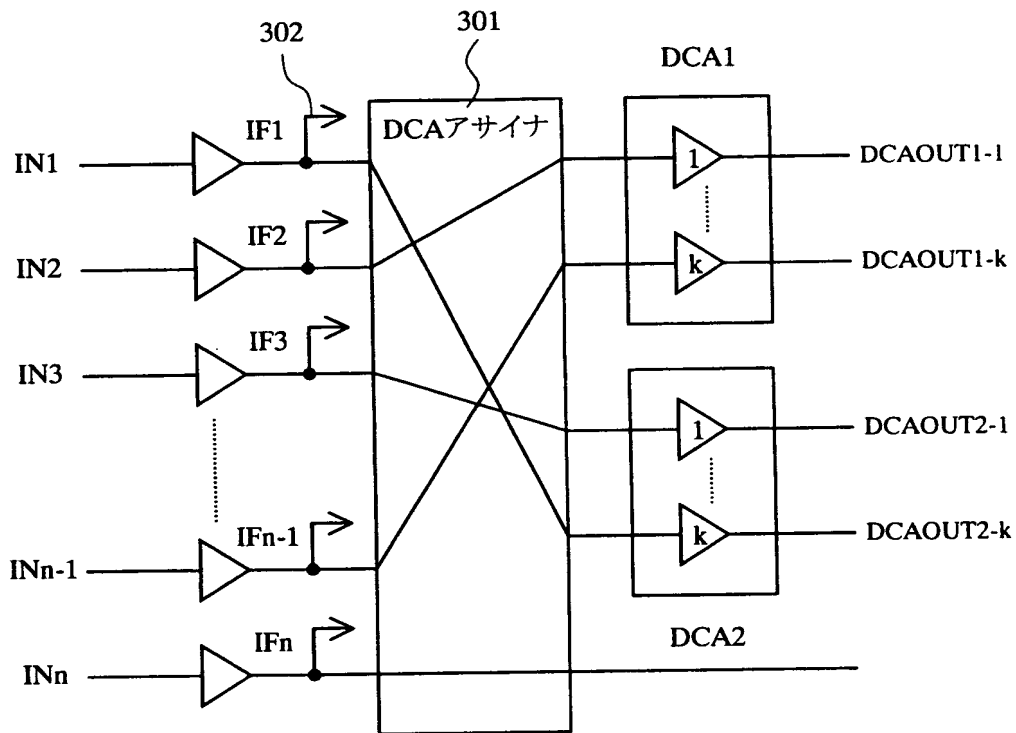 302
301
DCA1
IF1
DCAアサイナ
IN1
1
DCAOUT1-1
IF2
IN2
k
DCAOUT1-k
IF3
IN3
1
DCAOUT2-1
IFn-1
k
DCAOUT2-k
INn-1
IFn
DCA2
INn